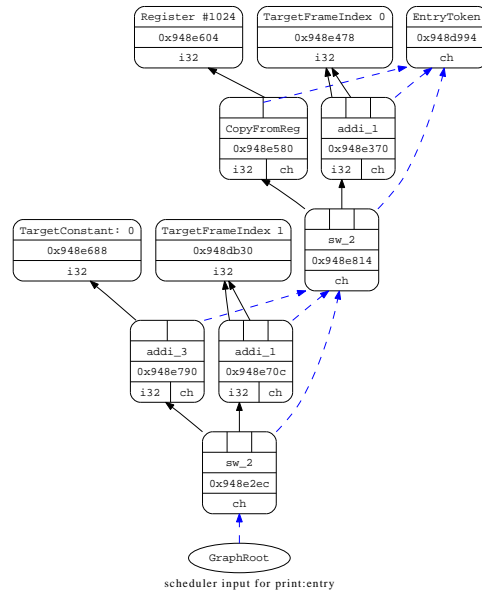 Register #1024
TargetFrameIndex 0
EntryToken
0x948e604
0x948e478
0x948d994
i32
i32
ch
CopyFromReg
addi_1
0x948e580
0x948e370
i32 ch
i32 ch
TargetConstant: 0
TargetFrameIndex 1
sw_2
0x948e688
0x948db30
0x948e814
i32
i32
ch
addi_3
addi_1
0x948e790
0x948e70c
i32 ch
i32 ch
sw_2
0x948e2ec
ch
GraphRoot
scheduler input for print:entry